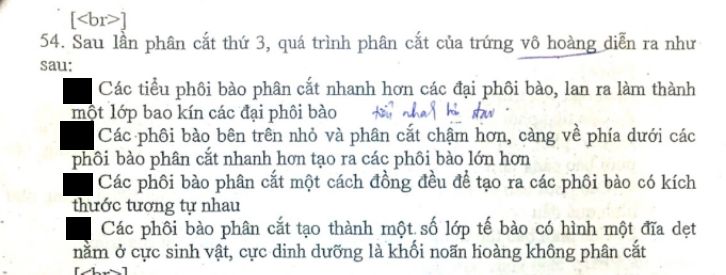 [<br>]
54. Sau lần phân cắt thứ 3, quá trình phân cắt của trứng vô hoàng diễn ra như
sau:
Các tiểu phôi bào phân cắt nhanh hơn các đại phôi bào, lan ra làm thành
một lớp bao kín các đại phôi bào
Các phôi bào bên trên nhỏ và phân cắt chậm hơn, càng về phía dưới các
phôi bào phân cắt nhanh hơn tạo ra các phôi bào lớn hơn
Các phôi bào phân cắt một cách đồng đều để tạo ra các phôi bào có kích
thước tương tự nhau
Các phôi bào phân cắt tạo thành một số lớp tế bào có hình một đĩa dẹt
nằm ở cực sinh vật, cực dinh dưỡng là khối noãn hoàng không phân cắt
[<br>]